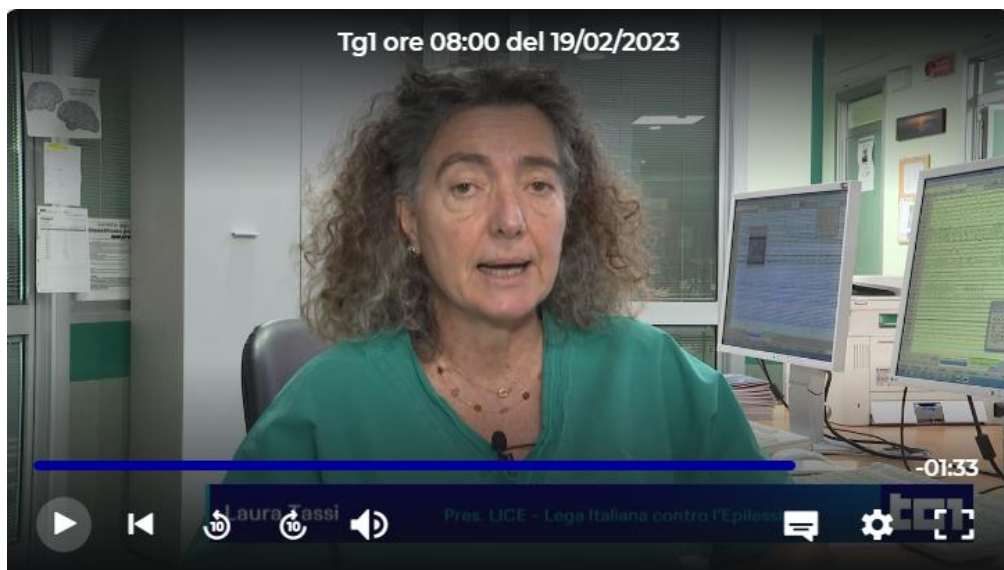 Tg1 ore 08:00 del 19/02/2023
-01:33
Laura Tassi
Pres. LICE - Lega Italiana contro l'Epilessia
10
10
tg1